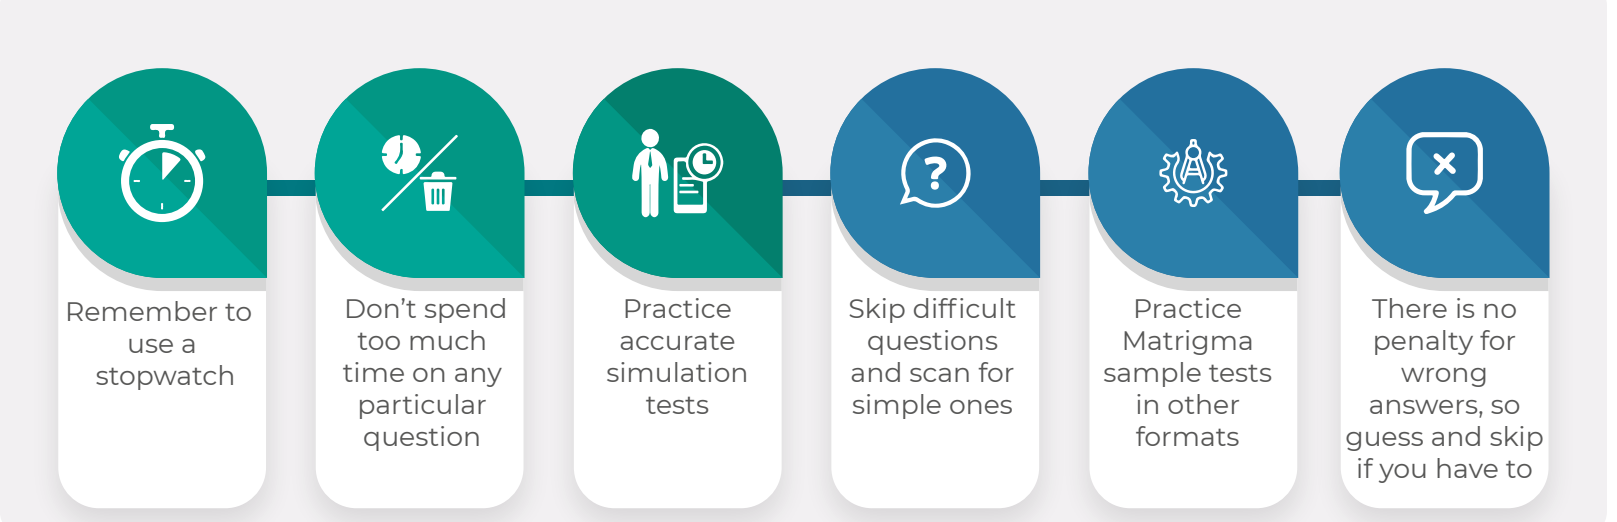 Remember to
use a
stopwatch
Don’t spend
too much
time on any
particular
question
Practice
accurate
simulation
tests
Skip difficult
questions
and scan for
simple ones
Practice
Matrigma
sample tests
in other
formats
There is no
penalty for
wrong
answers, so
guess and skip
if you have to